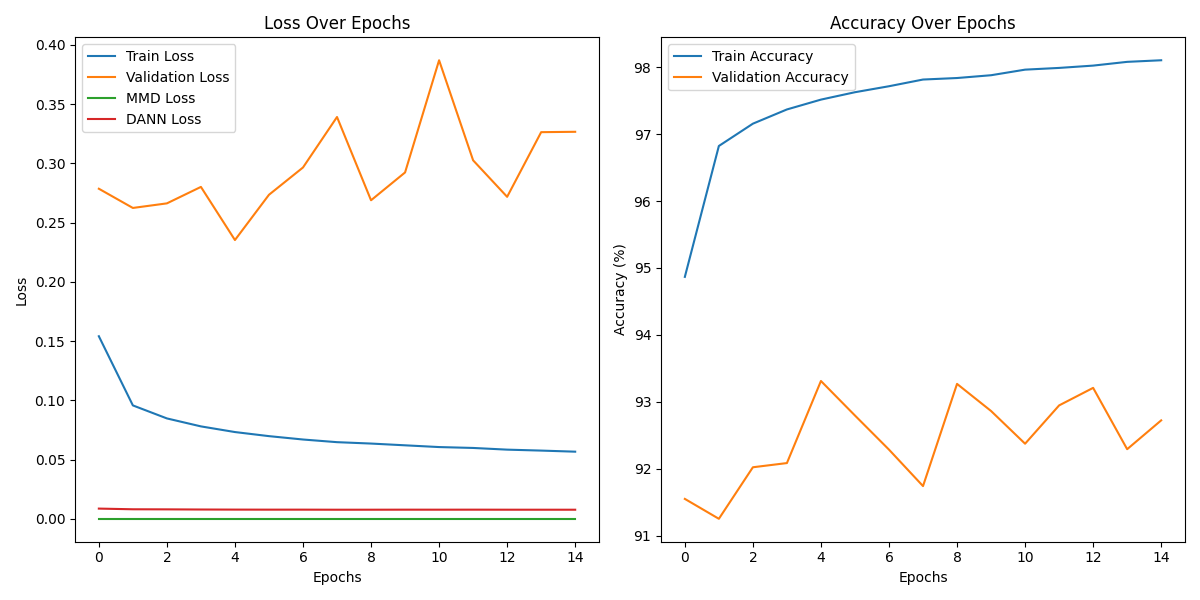 Loss Over Epochs
Train Loss
Validation Loss
MMD Loss
DANN Loss
0.40
0.35
0.30
0.25
0.20
0.15
0.10
0.05
0.00
Loss
0 2 4 6 8 10 12 14
Epochs
Accuracy Over Epochs
Train Accuracy
Validation Accuracy
98
97
96
95
94
93
92
91
Accuracy (%)
0 2 4 6 8 10 12 14
Epochs